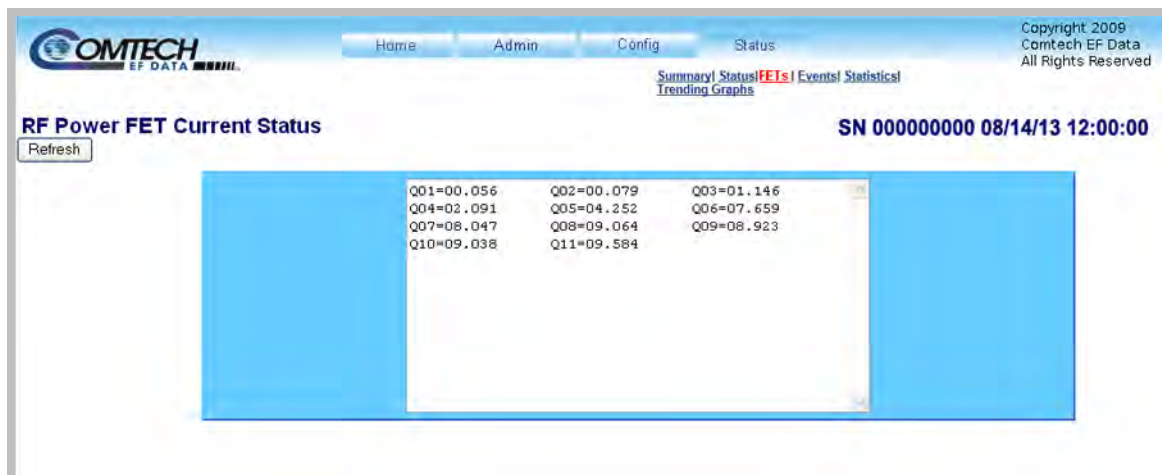 COMTECH
EF DATA
Home Admin Config Status
Copyright 2009
Comtech EF Data
All Rights Reserved
Summary| Status|FETs | Events| Statistics|
Trending Graphs
RF Power FET Current Status
SN 000000000 08/14/13 12:00:00
Refresh
Q01=00.056 Q02=00.079 Q03=01.146
Q04=02.091 Q05=04.252 Q06=07.659
Q07=08.047 Q08=09.064 Q09=08.923
Q10=09.038 Q11=09.584